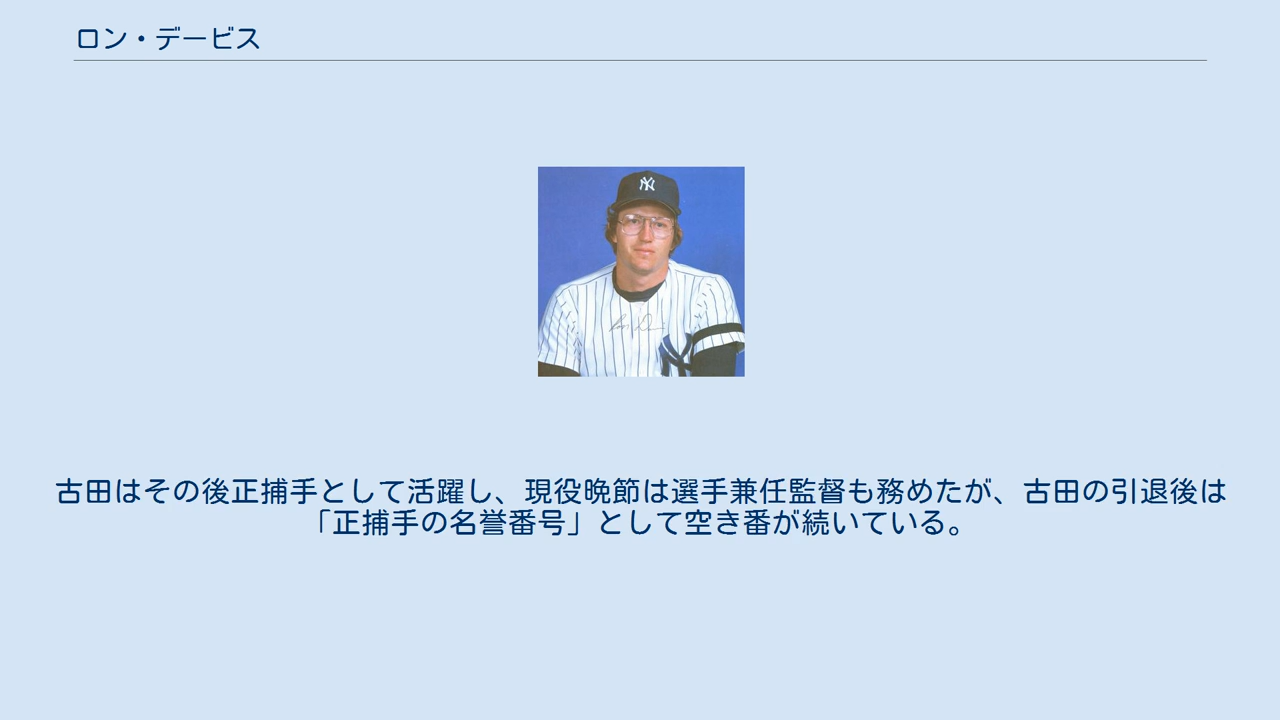 ロン・デービス
古田はその後正捕手として活躍し、現役晩節は選手兼任監督も務めたが、古田の引退後は
「正捕手の名誉番号」として空き番が続いている。